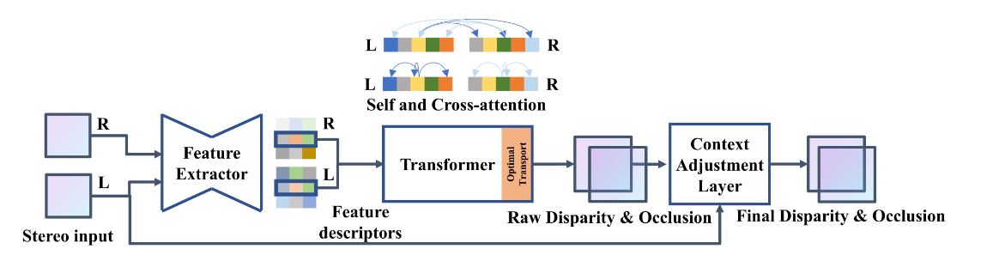 L R
L R
Self and Cross-attention
R
L
Stereo input
Feature
Extractor
R
L
Feature
descriptors
Transformer
Optimal
Transport
Raw Disparity & Occlusion
Context
Adjustment
Layer
Final Disparity & Occlusion